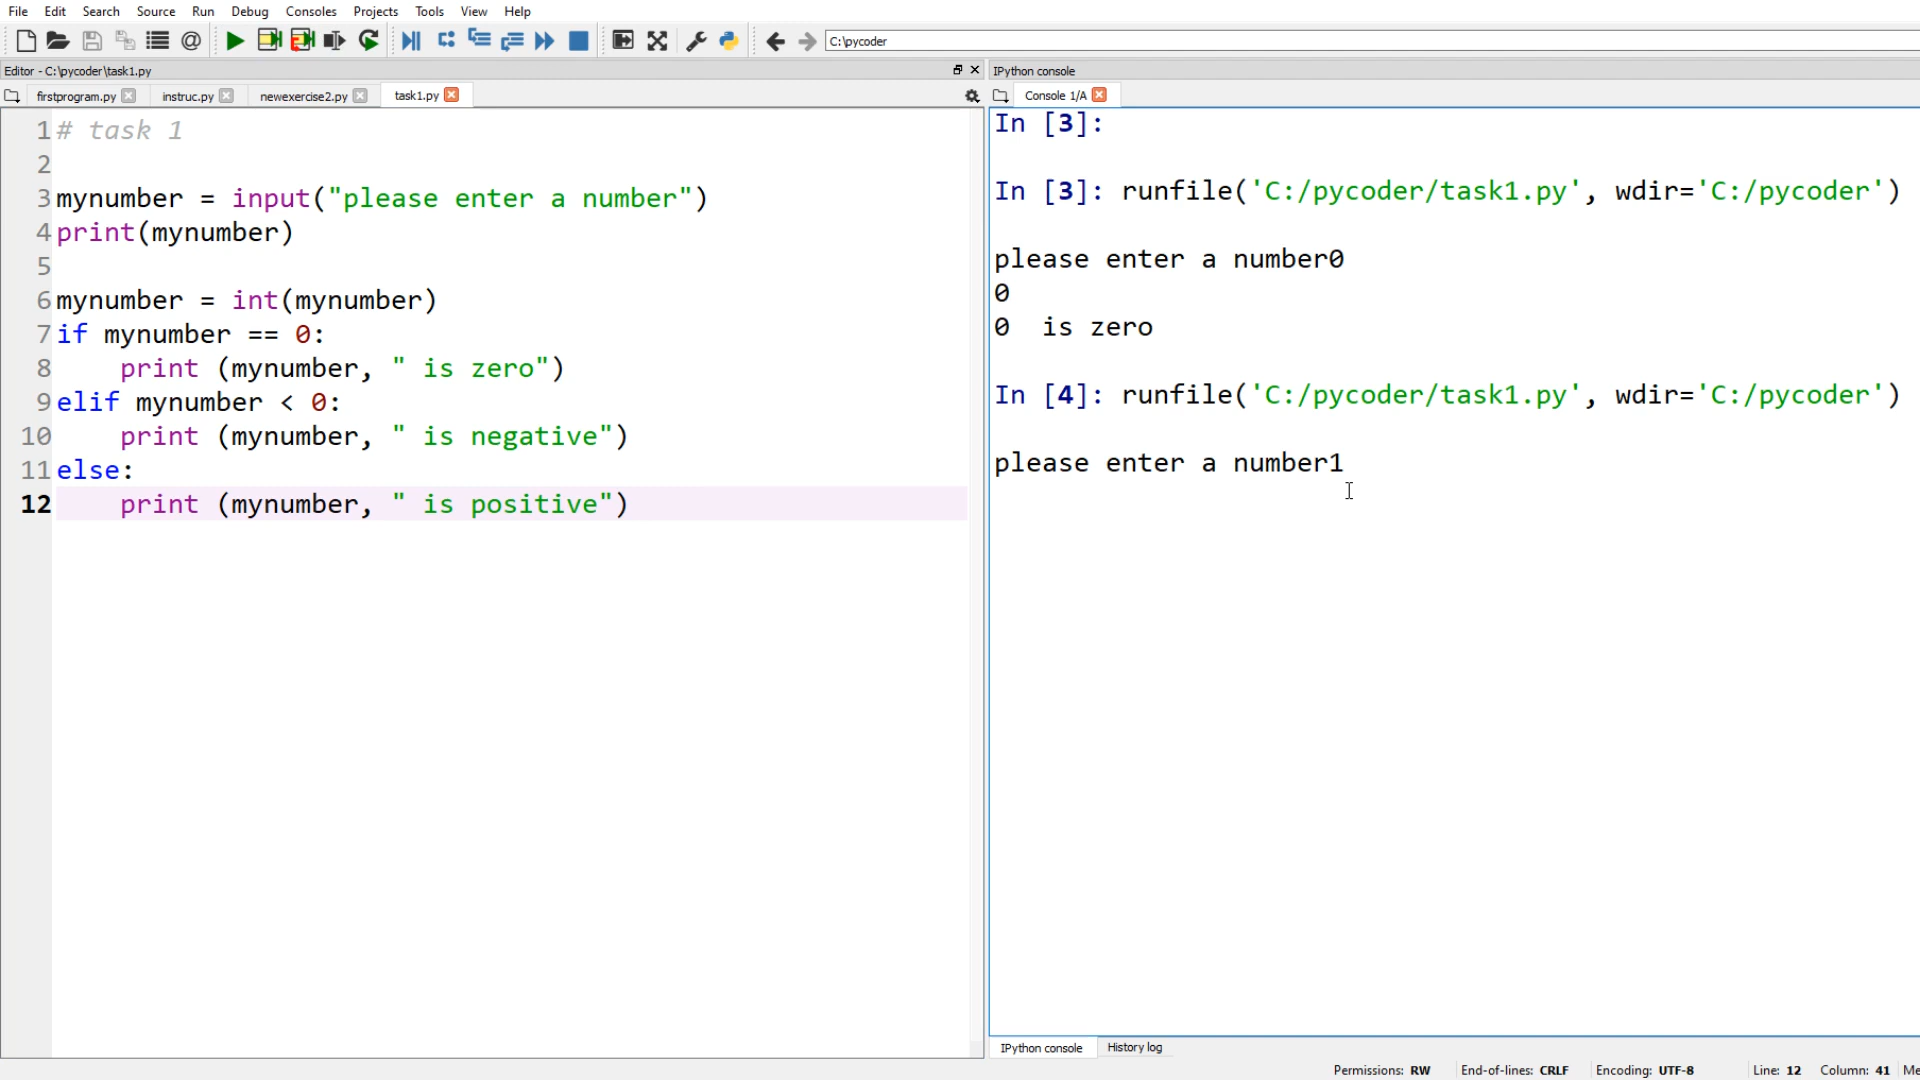 File Edit Search Source Run Debug Consoles Projects Tools View Help
C:\pycoder
Editor - C:\pycoder\task1.py
firstprogram.py instruc.py newexercise2.py task1.py
1 # task 1
2
3 mynumber = input("please enter a number")
4 print(mynumber)
5
6 mynumber = int(mynumber)
7 if mynumber == 0:
8     print (mynumber, " is zero")
9 elif mynumber < 0:
10     print (mynumber, " is negative")
11 else:
12     print (mynumber, " is positive")
IPython console
Console 1/A
In [3]:
In [3]: runfile('C:/pycoder/task1.py', wdir='C:/pycoder')
please enter a number0
0
0  is zero
In [4]: runfile('C:/pycoder/task1.py', wdir='C:/pycoder')
please enter a number1
IPython console History log
Permissions: RW End-of-lines: CRLF Encoding: UTF-8 Line: 12 Column: 41